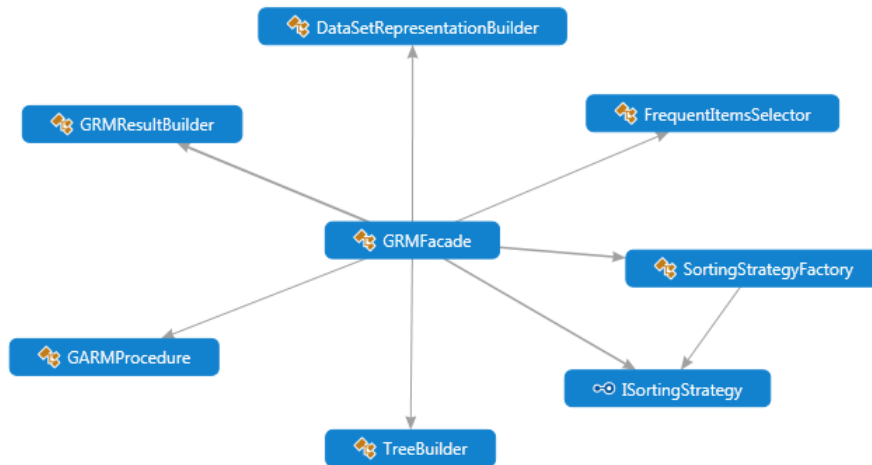 DataSetRepresentationBuilder
GRMResultBuilder
FrequentItemsSelector
GRMFacade
SortingStrategyFactory
GARMProcedure
ISortingStrategy
TreeBuilder